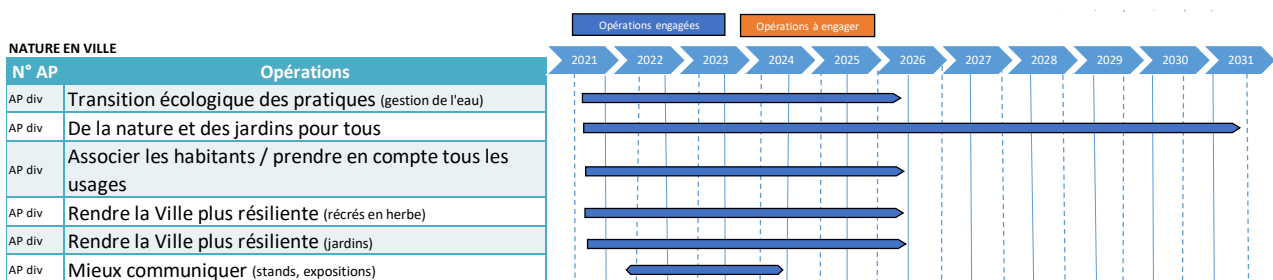 Opérations engagées Opérations à engager
NATURE EN VILLE
2021 2022 2023 2024 2025 2026 2027 2028 2029 2030 2031
N° AP Opérations
AP div Transition écologique des pratiques (gestion de l'eau)
AP div De la nature et des jardins pour tous
AP div Associer les habitants / prendre en compte tous les
usages
AP div Rendre la Ville plus résiliente (récrés en herbe)
AP div Rendre la Ville plus résiliente (jardins)
AP div Mieux communiquer (stands, expositions)